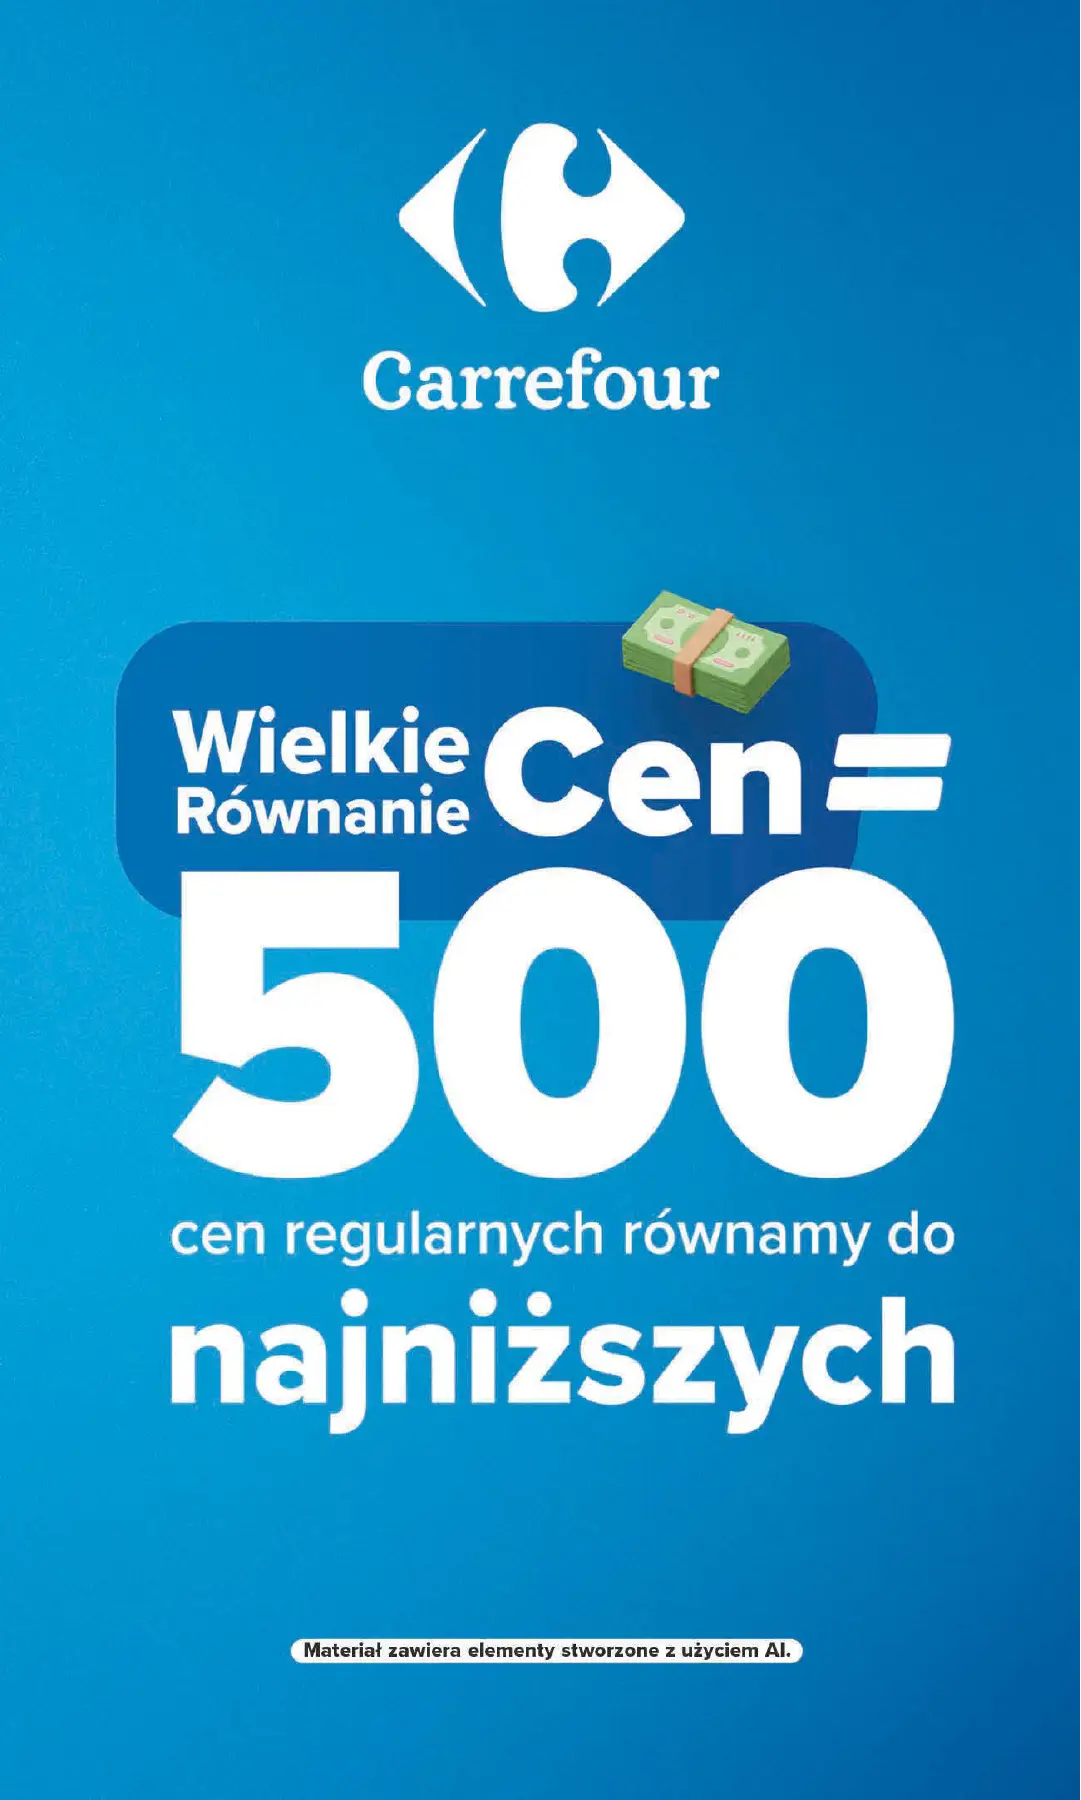 Carrefour
Wielkie
Równanie
Cen=
500
cen regularnych równamy do
najniższych
Materiał zawiera elementy stworzone z użyciem AI.